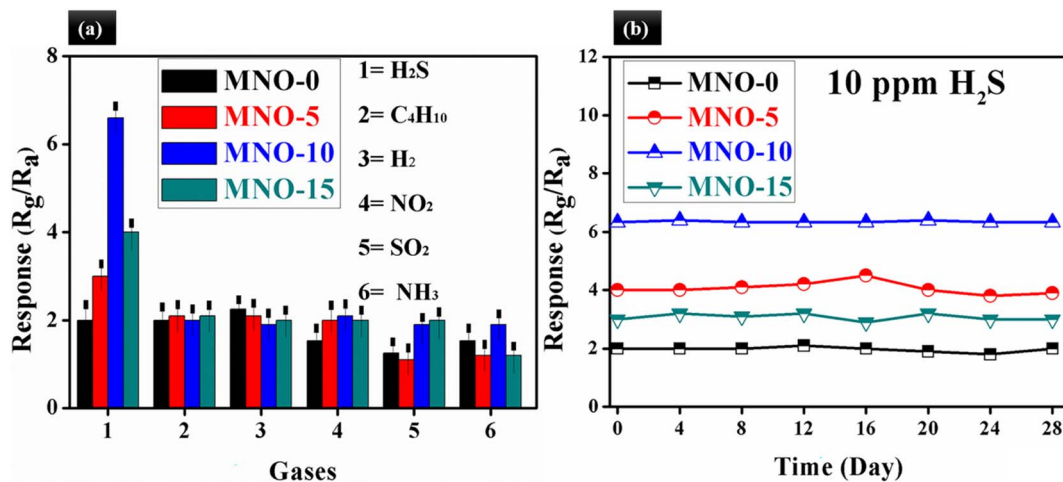 (a)
8
6
4
2
0
Response (Rg/Ra)
MNO-0
MNO-5
MNO-10
MNO-15
1= H₂S
2= C₄H₁₀
3= H₂
4= NO₂
5= SO₂
6= NH₃
1 2 3 4 5 6
Gases
(b)
12
10
8
6
4
2
0
Response (Rg/Ra)
MNO-0
MNO-5
MNO-10
MNO-15
10 ppm H₂S
0 4 8 12 16 20 24 28
Time (Day)